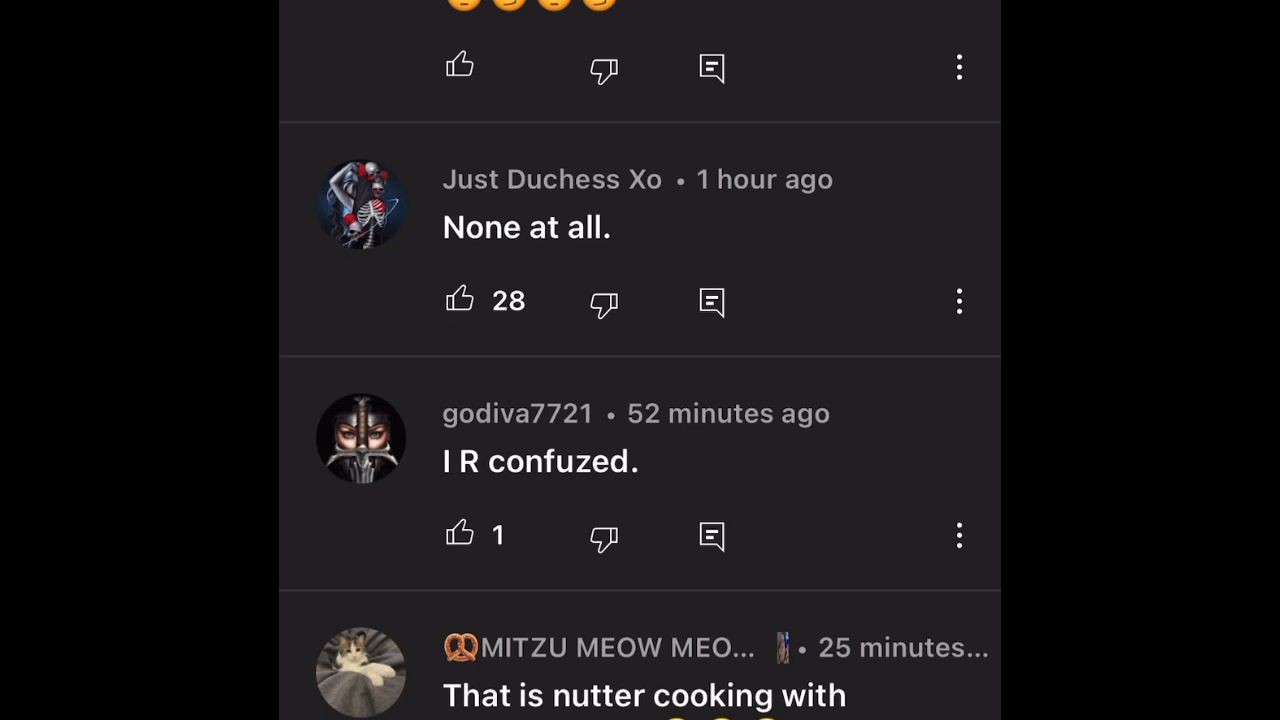 Just Duchess Xo • 1 hour ago
None at all.
28
godiva7721 • 52 minutes ago
I R confuzed.
1
🥨MITZU MEOW MEO... • 25 minutes...
That is nutter cooking with